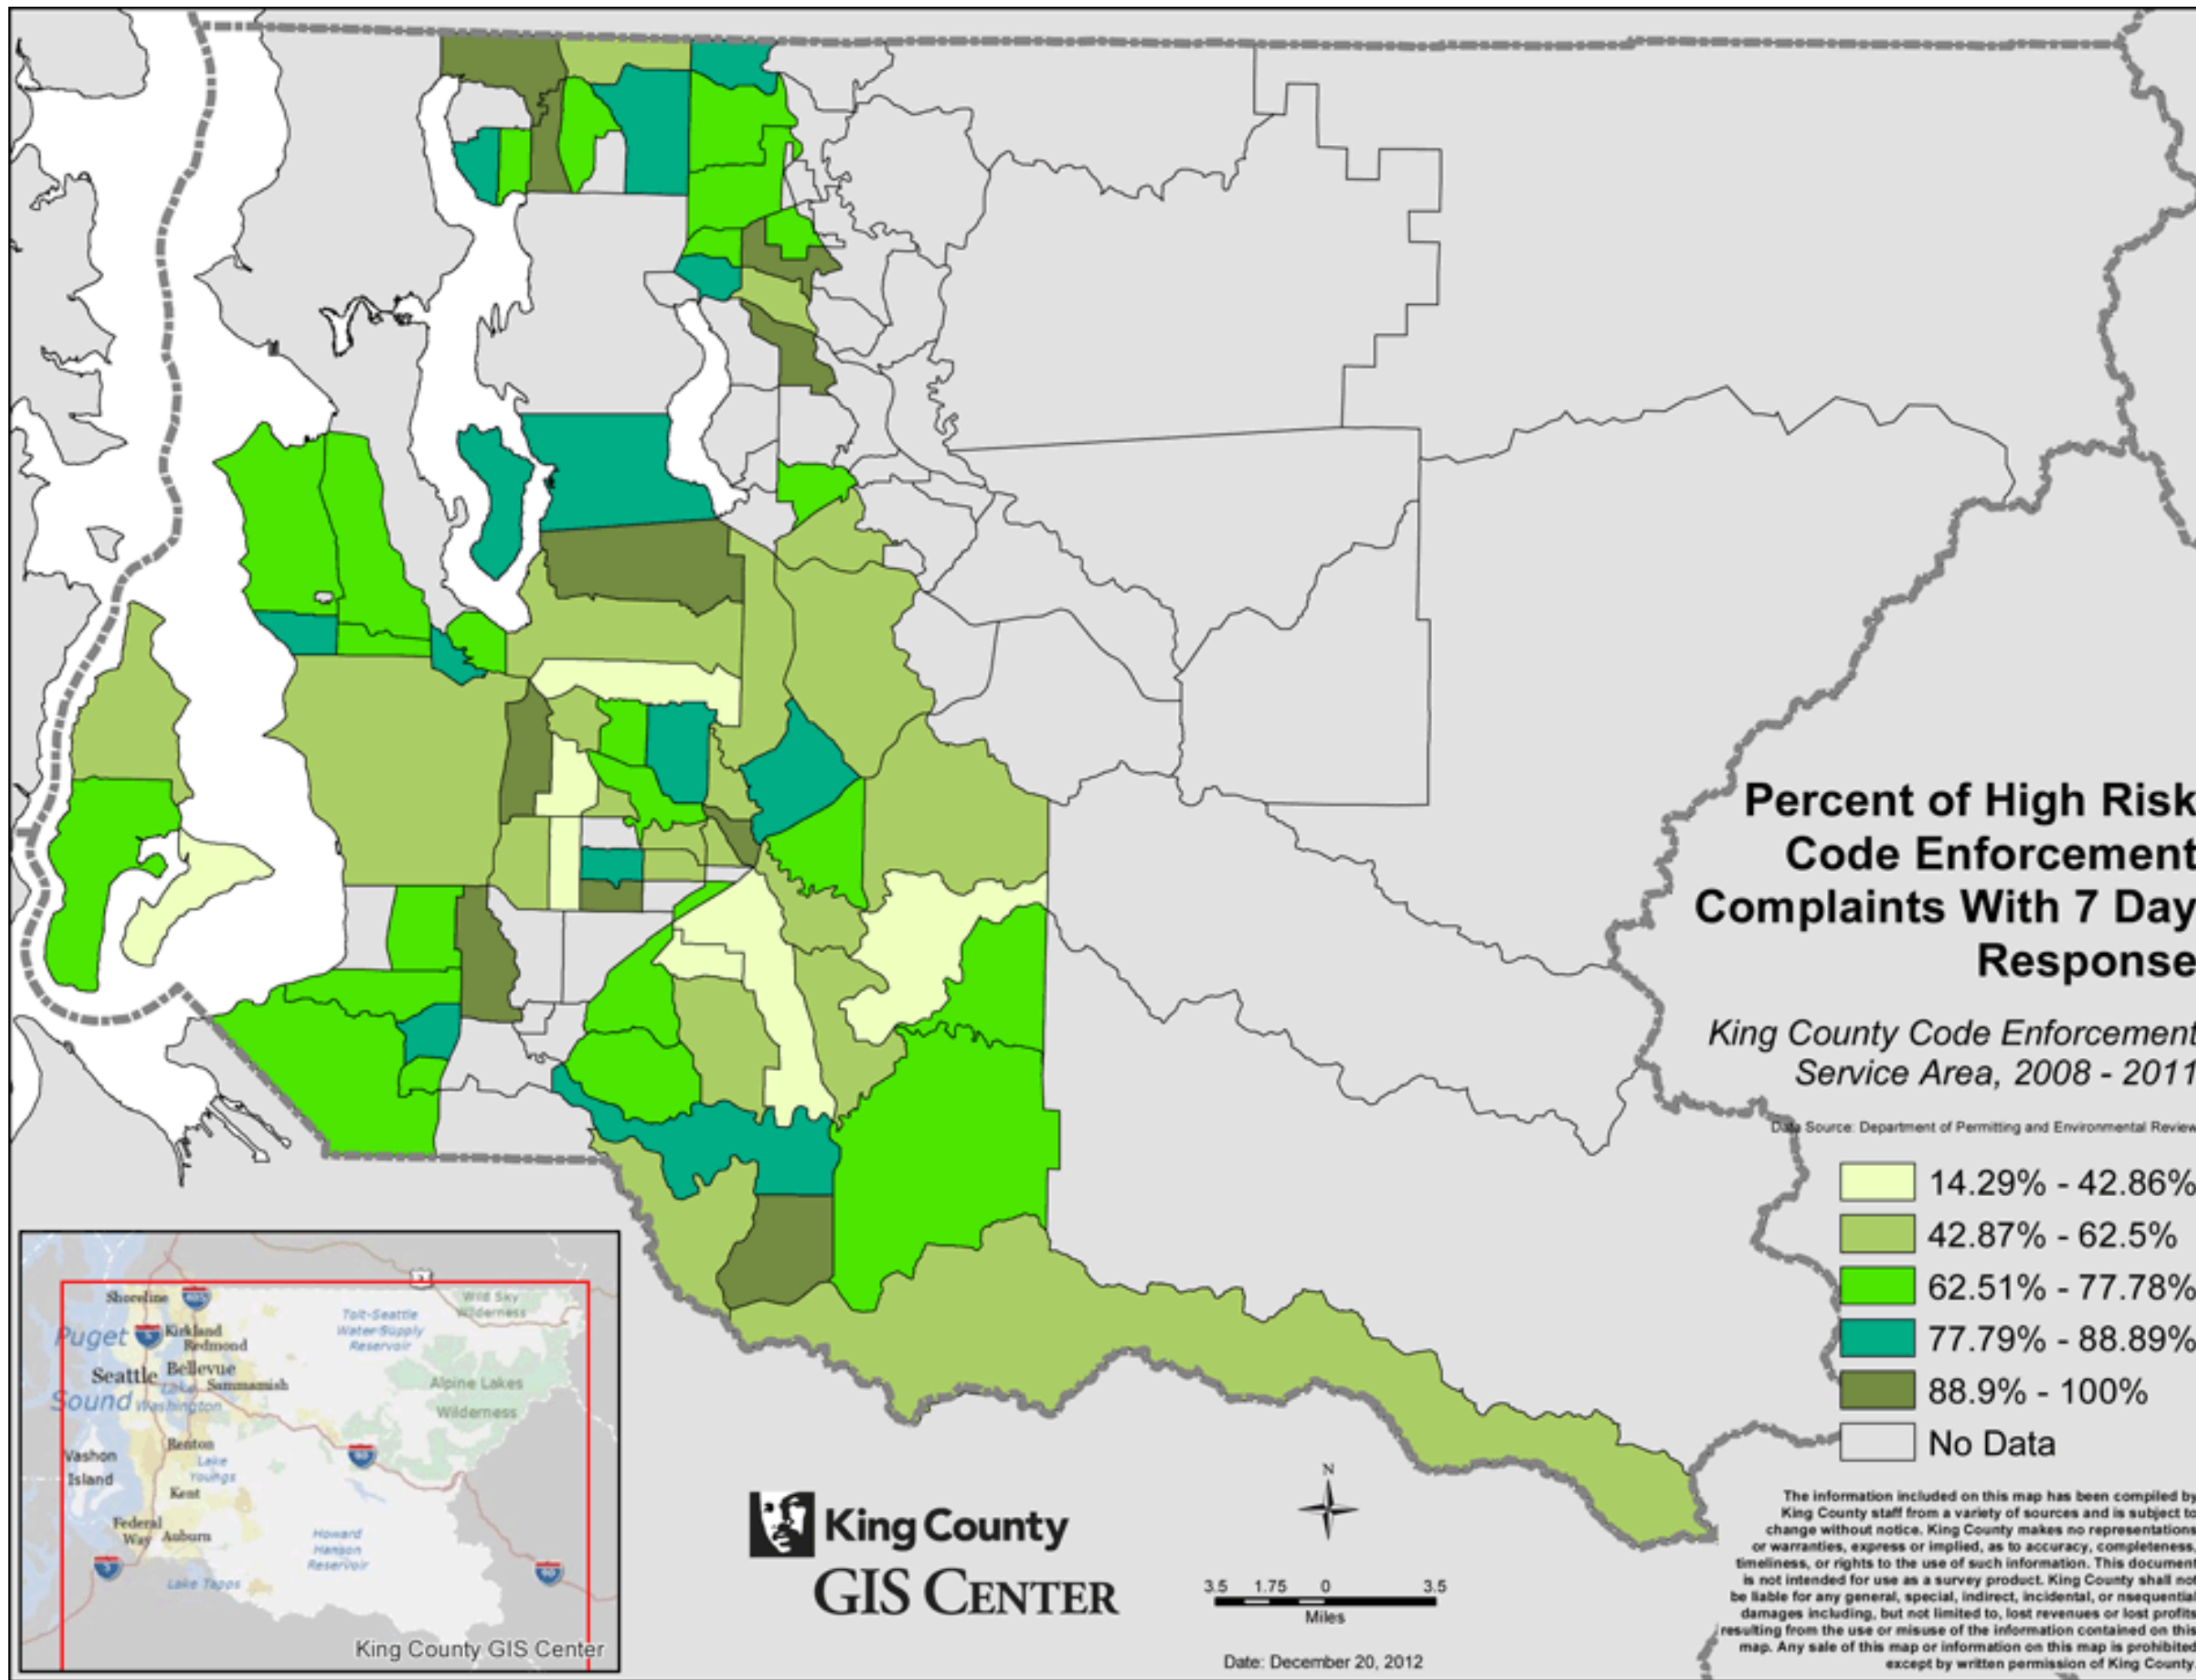 Percent of High Risk
Code Enforcement
Complaints With 7 Day
Response
King County Code Enforcement
Service Area, 2008 - 2011
Data Source: Department of Permitting and Environmental Review
14.29% - 42.86%
42.87% - 62.5%
62.51% - 77.78%
77.79% - 88.89%
88.9% - 100%
No Data
The information included on this map has been compiled by
King County staff from a variety of sources and is subject to
change without notice. King County makes no representations
or warranties, express or implied, as to accuracy, completeness,
timeliness, or rights to the use of such information. This document
is not intended for use as a survey product. King County shall not
be liable for any general, special, indirect, incidental, or nsequential
damages including, but not limited to, lost revenues or lost profits
resulting from the use or misuse of the information contained on this
map. Any sale of this map or information on this map is prohibited
except by written permission of King County.
Shoreline
405
Wild Sky
Wilderness
Tolt-Seattle
Water Supply
Reservoir
Puget
5
Kirkland
Redmond
Seattle
Bellevue
Alpine Lakes
Wilderness
Sound
Lake
Washington
Sammamish
Vashon
Island
Renton
90
Lake
Youngs
Kent
Federal
Way
Auburn
Howard
Hanson
Reservoir
5
90
Lake Tapps
King County GIS Center
King County
GIS CENTER
N
3.5 1.75 0 3.5
Miles
Date: December 20, 2012